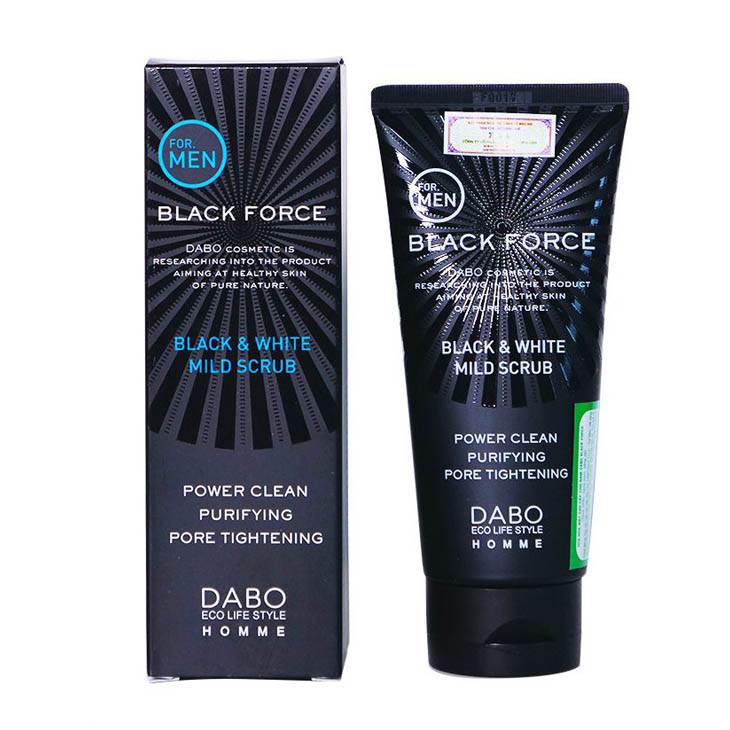 FOR.
MEN
BLACK FORCE
DABO COSMETIC IS
RESEARCHING INTO THE PRODUCT
AIMING AT HEALTHY SKIN
OF PURE NATURE.
BLACK & WHITE
MILD SCRUB
POWER CLEAN
PURIFYING
PORE TIGHTENING
DABO
ECO LIFE STYLE
HOMME
FOR.
MEN
BLACK FORCE
DABO COSMETIC IS
RESEARCHING INTO THE PRODUCT
AIMING AT HEALTHY SKIN
OF PURE NATURE.
BLACK & WHITE
MILD SCRUB
POWER CLEAN
PURIFYING
PORE TIGHTENING
DABO
ECO LIFE STYLE
HOMME